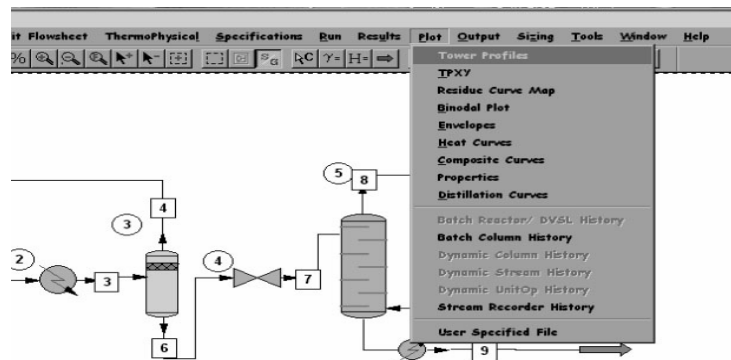 it Flowsheet ThermoPhysical Specifications Run Results Plot Output Sizing Tools Window Help
% S G C γ= H=
Tower Profiles
TPXY
Residue Curve Map
Binodal Plot
Envelopes
Heat Curves
Composite Curves
Properties
Distillation Curves
Batch Reactor/ DVSL History
Batch Column History
Dynamic Column History
Dynamic Stream History
Dynamic UnitOp History
Stream Recorder History
User Specified File
5 8
4
3
2 3 4 7
6 9